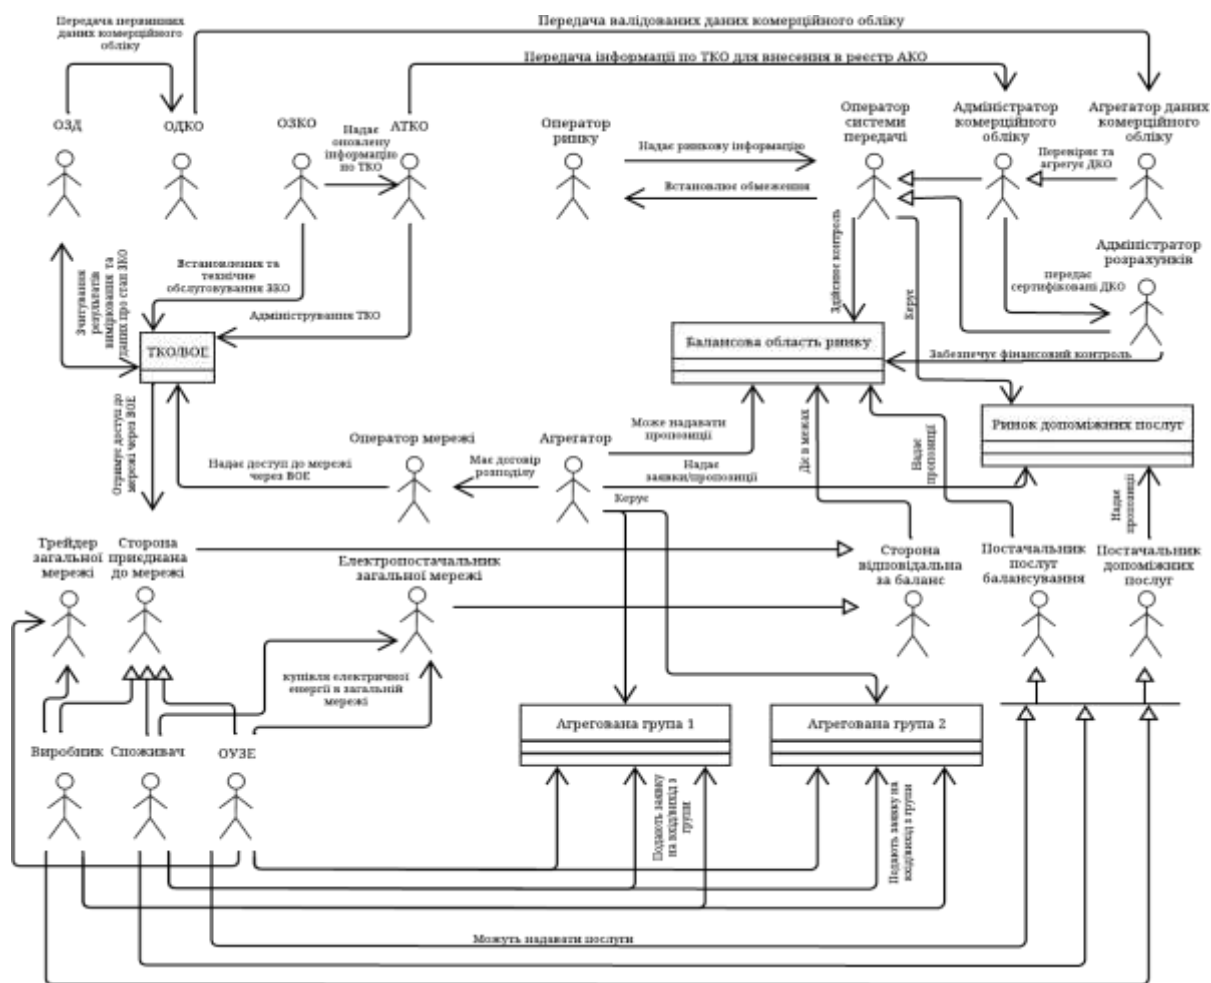 Передача первинних
даних комерційного
обліку
Передача валідованих даних комерційного обліку
Передача інформації по ТКО для внесення в реєстр АКО
ОЗД
ОДКО
ОЗКО
АТКО
Надає
оновлену
інформацію
по ТКО
Оператор
ринку
Надає ринкову інформацію
Встановлює обмеження
Оператор
системи
передачі
Адміністратор
комерційного
обліку
Агрегатор даних
комерційного
обліку
Перевіряє та
агрегує ДКО
Адміністратор
розрахунків
передає
сертифіковані ДКО
Здійснює контроль
Керує
Зчитування
результатів
вимірювання та
даних про стан ЗКО
Встановлення та
технічне
обслуговування ЗКО
Адміністрування ТКО
ТКО/ВОЕ
Балансова область ринку
Забезпечує фінансовий контроль
Ринок допоміжних послуг
Отримує доступ до
мережі через ВОЕ
Надає доступ до мережі
через ВОЕ
Оператор мережі
Має договір
розподілу
Агрегатор
Може надавати
пропозиції
Надає
заявки/пропозиції
Керує
Діє в межах
Надає
пропозиції
Надає
пропозиції
Трейдер
загальної
мережі
Сторона
приєднана
до мережі
Електропостачальник
загальної мережі
Сторона
відповідальна
за баланс
Постачальник
послуг
балансування
Постачальник
допоміжних
послуг
купівля електричної
енергії в загальній
мережі
Агрегована група 1
Агрегована група 2
Виробник
Споживач
ОУЗЕ
Подають заявку
на вхід/вихід з
групи
Подають заявку на
вхід/вихід з групи
Можуть надавати послуги